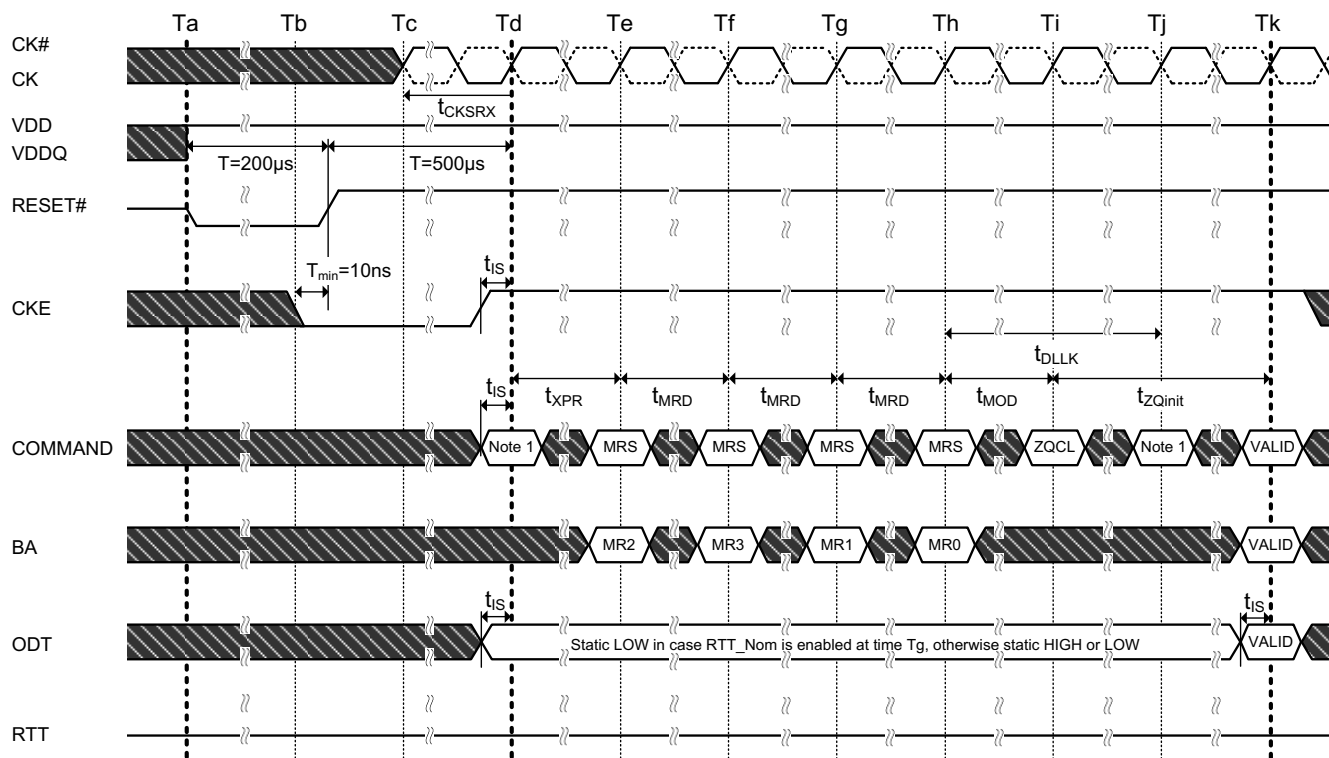 Ta Tb Tc Td Te Tf Tg Th Ti Tj Tk
CK#
CK
tCKSRX
VDD
VDDQ
T=200µs T=500µs
RESET#
Tmin=10ns tIS
CKE
tDLLK
tIS tXPR tMRD tMRD tMRD tMOD tZQinit
COMMAND Note 1 MRS MRS MRS MRS ZQCL Note 1 VALID
BA MR2 MR3 MR1 MR0 VALID
tIS tIS
ODT Static LOW in case RTT_Nom is enabled at time Tg, otherwise static HIGH or LOW VALID
RTT